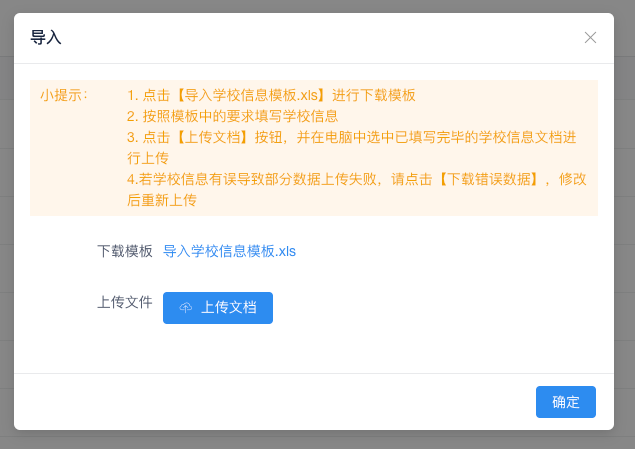 导入
小提示：
1. 点击【导入学校信息模板.xls】进行下载模板
2. 按照模板中的要求填写学校信息
3. 点击【上传文档】按钮，并在电脑中选中已填写完毕的学校信息文档进
行上传
4.若学校信息有误导致部分数据上传失败，请点击【下载错误数据】，修改
后重新上传
下载模板 导入学校信息模板.xls
上传文件 上传文档
确定